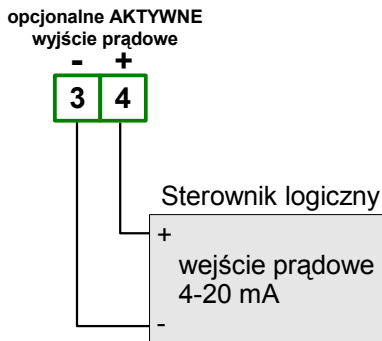 opcjonalne AKTYWNE
wyjście prądowe
- +
3 4
Sterownik logiczny
+
wejście prądowe
4-20 mA
-